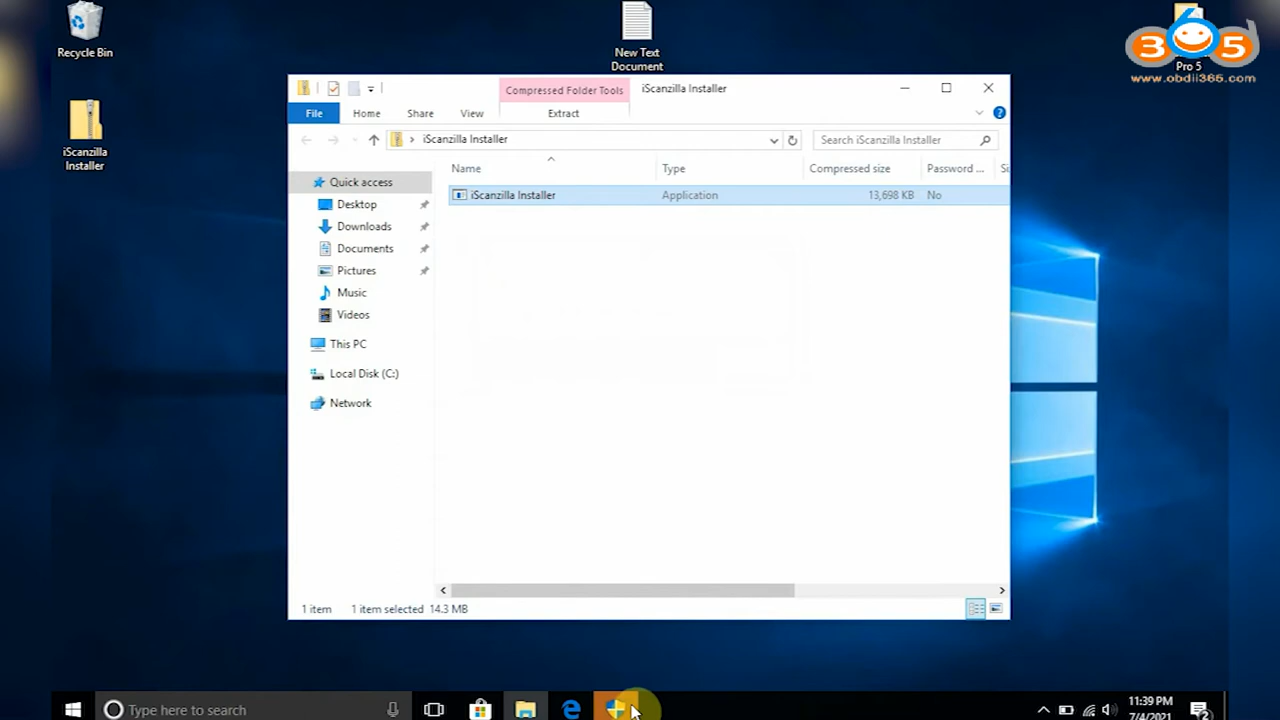 Recycle Bin
New Text
Document
365
Pro 5
www.obdii365.com
iScanzilla
Installer
Compressed Folder Tools
iScanzilla Installer
File
Home
Share
View
Extract
iScanzilla Installer
Search iScanzilla Installer
Name
Type
Compressed size
Password ...
Quick access
Desktop
Downloads
Documents
Pictures
Music
Videos
This PC
Local Disk (C:)
Network
iScanzilla Installer
Application
13,698 KB
No
1 item
1 item selected
14.3 MB
Type here to search
11:39 PM
7/4/2021